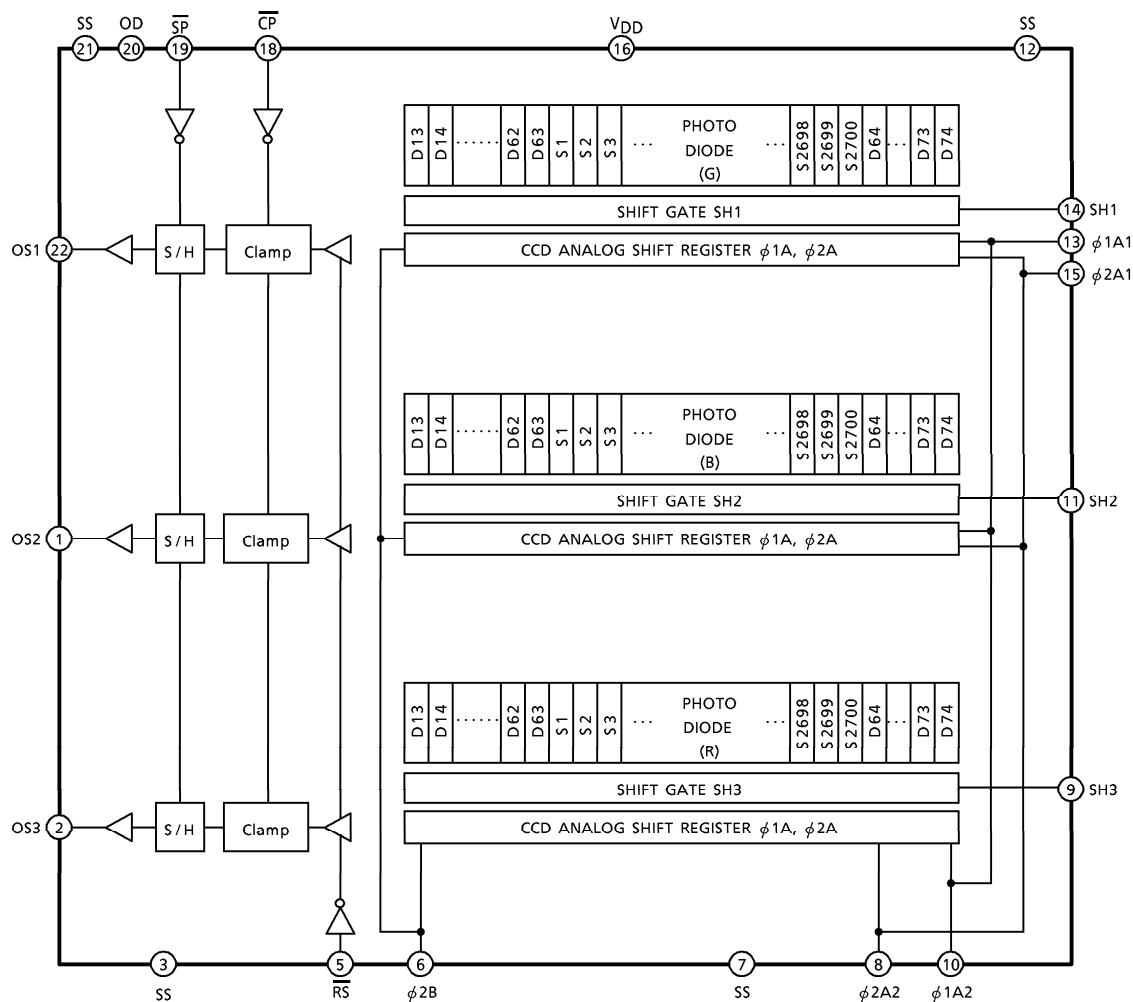 SS OD SP CP VDD SS
21 20 19 18 16 12
D13 D14 ······ D62 D63 S1 S2 S3 ··· PHOTO DIODE (G) ··· S2698 S2699 S2700 D64 ··· D73 D74
SHIFT GATE SH1
14 SH1
OS1 22 S/H Clamp
CCD ANALOG SHIFT REGISTER ϕ1A, ϕ2A
13 ϕ1A1
15 ϕ2A1
D13 D14 ······ D62 D63 S1 S2 S3 ··· PHOTO DIODE (B) ··· S2698 S2699 S2700 D64 ··· D73 D74
SHIFT GATE SH2
11 SH2
OS2 1 S/H Clamp
CCD ANALOG SHIFT REGISTER ϕ1A, ϕ2A
D13 D14 ······ D62 D63 S1 S2 S3 ··· PHOTO DIODE (R) ··· S2698 S2699 S2700 D64 ··· D73 D74
SHIFT GATE SH3
9 SH3
OS3 2 S/H Clamp
CCD ANALOG SHIFT REGISTER ϕ1A, ϕ2A
3 5 6 7 8 10
SS RS ϕ2B SS ϕ2A2 ϕ1A2